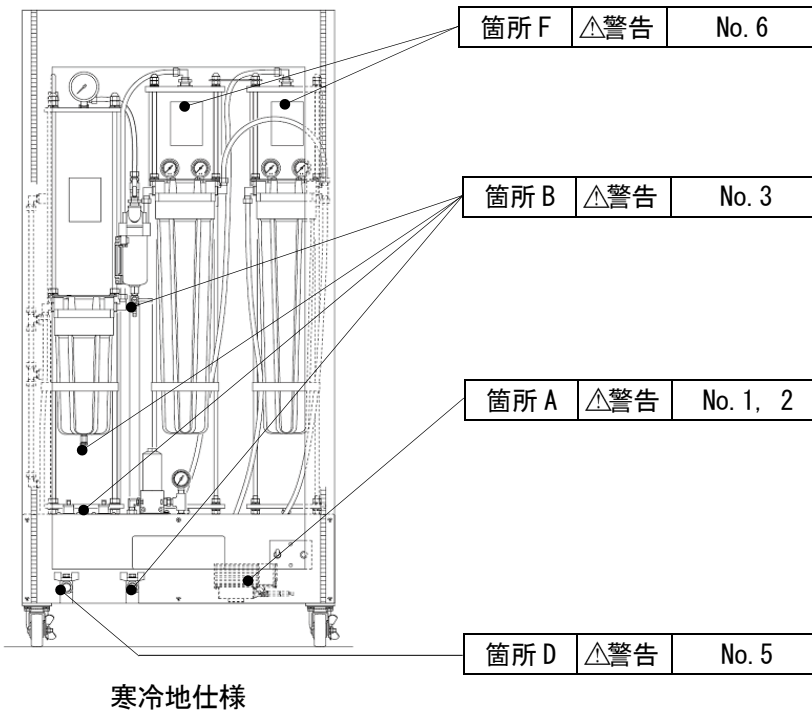 箇所 F ⚠警告 No. 6
箇所 B ⚠警告 No. 3
箇所 A ⚠警告 No. 1, 2
箇所 D ⚠警告 No. 5
寒冷地仕様